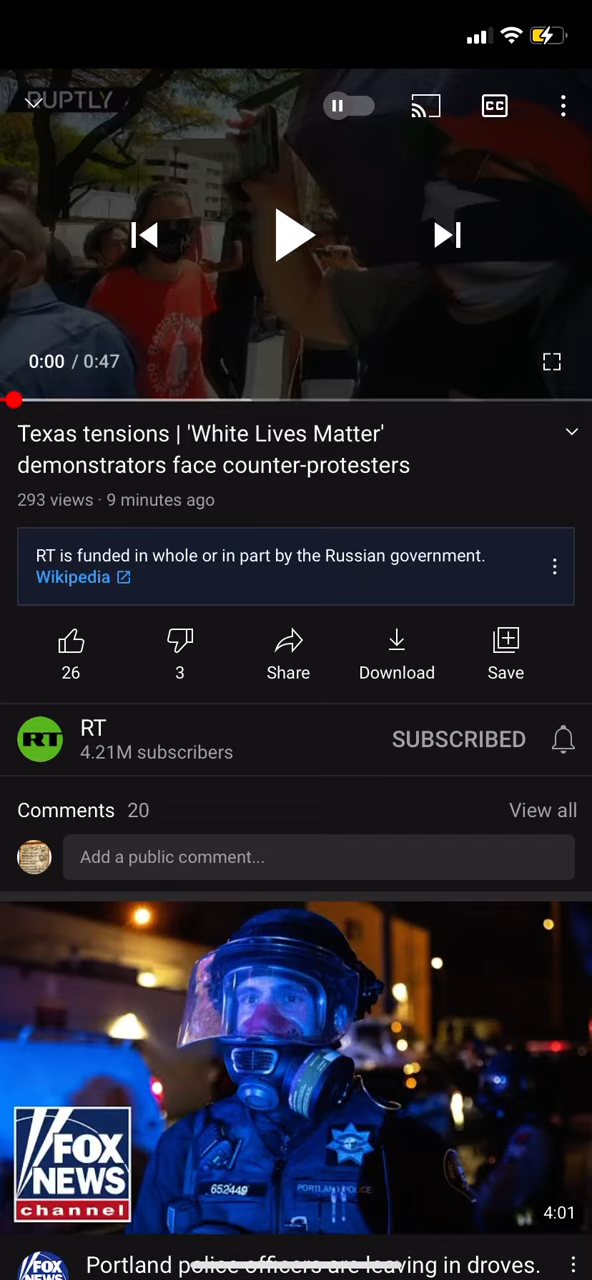 RUPTLY
CC
0:00 / 0:47
Texas tensions | 'White Lives Matter'
demonstrators face counter-protesters
293 views · 9 minutes ago
RT is funded in whole or in part by the Russian government.
Wikipedia
26
3
Share
Download
Save
RT
RT
4.21M subscribers
SUBSCRIBED
Comments 20
View all
Add a public comment...
652449
PORTLAND POLICE
FOX
NEWS
channel
4:01
FOX
NEWS
Portland police officers are leaving in droves.